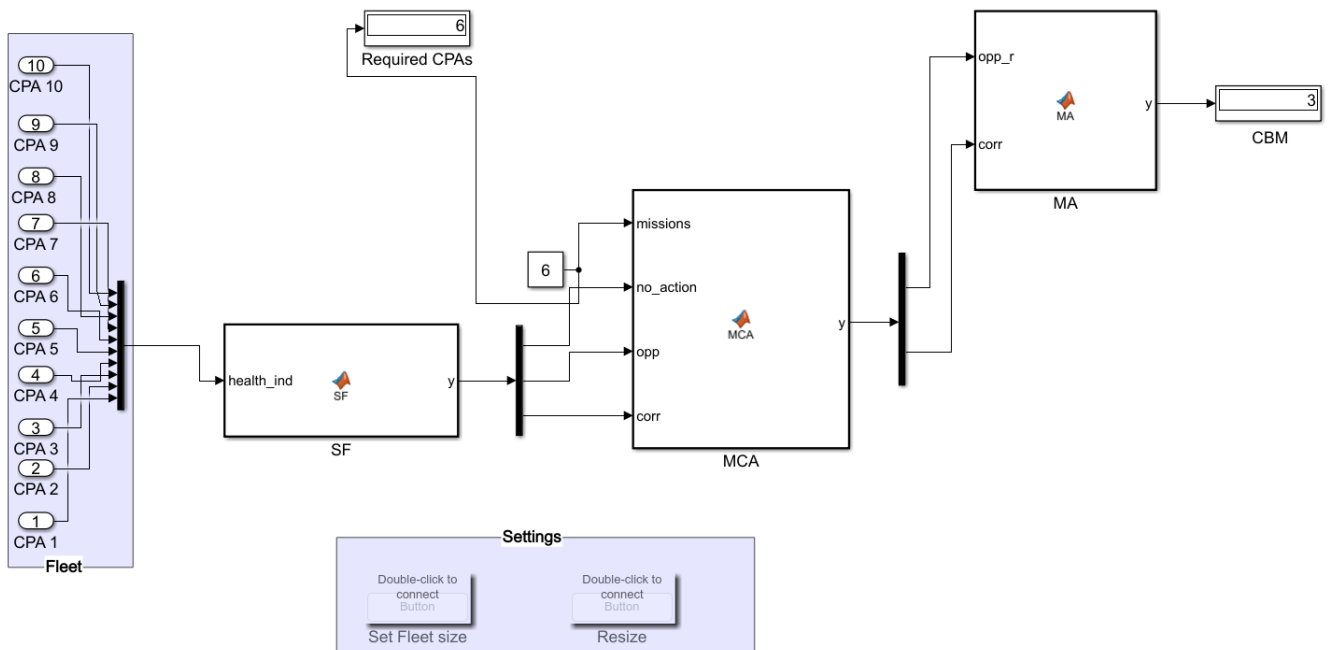 6
Required CPAs
10
CPA 10
9
CPA 9
8
CPA 8
7
CPA 7
6
CPA 6
5
CPA 5
4
CPA 4
3
CPA 3
2
CPA 2
1
CPA 1
Fleet
health_ind
SF
y
SF
6
missions
no_action
opp
corr
MCA
y
MCA
opp_r
corr
MA
y
MA
3
CBM
Settings
Double-click to
connect
Button
Set Fleet size
Double-click to
connect
Button
Resize